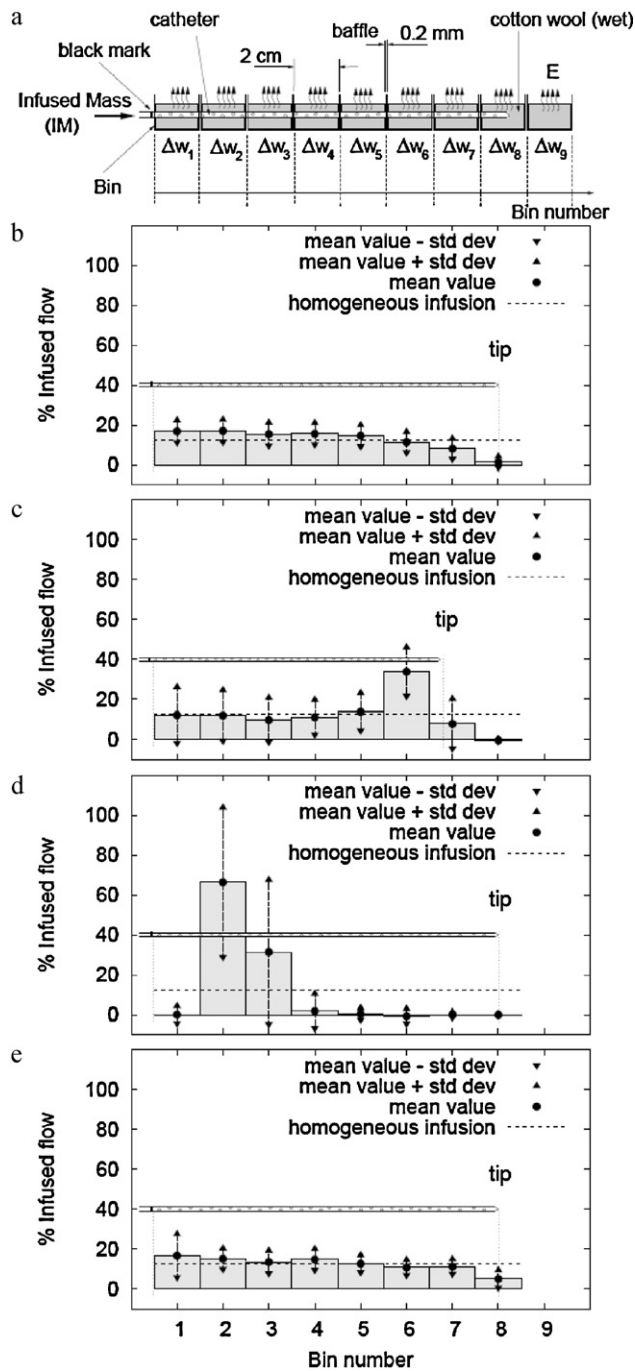 a
catheter
baffle
0.2 mm
cotton wool (wet)
black mark
2 cm
E
Infused Mass
(IM)
Δw1 Δw2 Δw3 Δw4 Δw5 Δw6 Δw7 Δw8 Δw9
Bin
Bin number
b
mean value - std dev
mean value + std dev
mean value
homogeneous infusion
tip
% Infused flow
100
80
60
40
20
0
c
mean value - std dev
mean value + std dev
mean value
homogeneous infusion
tip
% Infused flow
100
80
60
40
20
0
d
mean value - std dev
mean value + std dev
mean value
homogeneous infusion
tip
% Infused flow
100
80
60
40
20
0
e
mean value - std dev
mean value + std dev
mean value
homogeneous infusion
tip
% Infused flow
100
80
60
40
20
0
1 2 3 4 5 6 7 8 9
Bin number